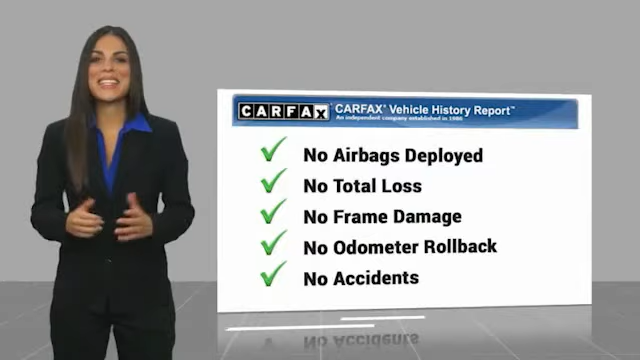 CARFAX CARFAX® Vehicle History Report™
An independent company established in 1986
No Airbags Deployed
No Total Loss
No Frame Damage
No Odometer Rollback
No Accidents